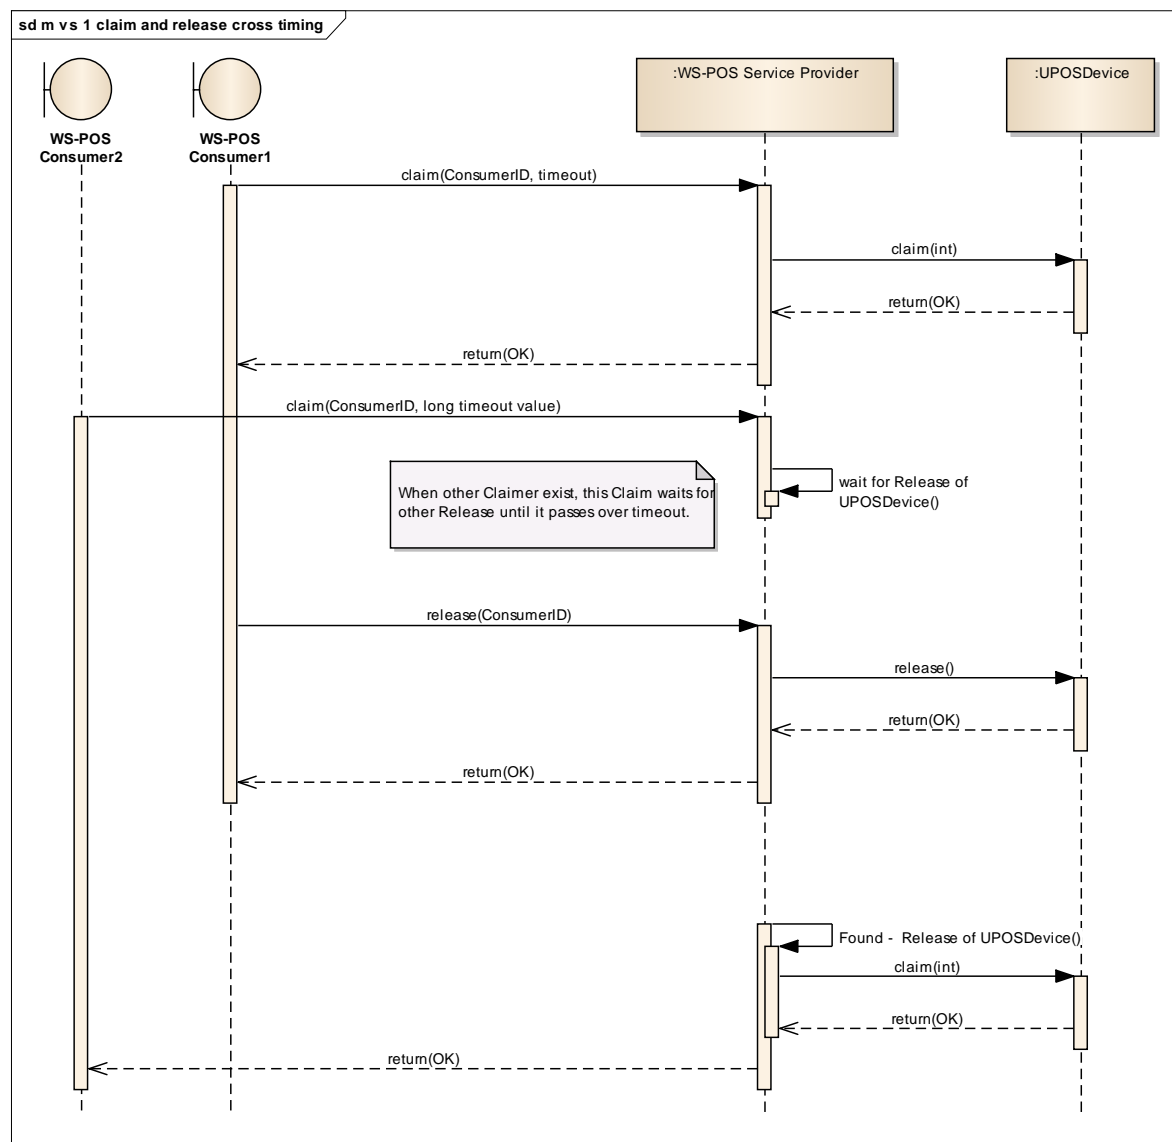 sd m vs 1 claim and release cross timing
:WS-POS Service Provider
:UPOSDevice
WS-POS
Consumer2
WS-POS
Consumer1
claim(ConsumerID, timeout)
claim(int)
return(OK)
return(OK)
claim(ConsumerID, long timeout value)
When other Claimer exist, this Claim waits for
other Release until it passes over timeout.
wait for Release of
UPOSDevice()
release(ConsumerID)
release()
return(OK)
return(OK)
Found -  Release of UPOSDevice()
claim(int)
return(OK)
return(OK)